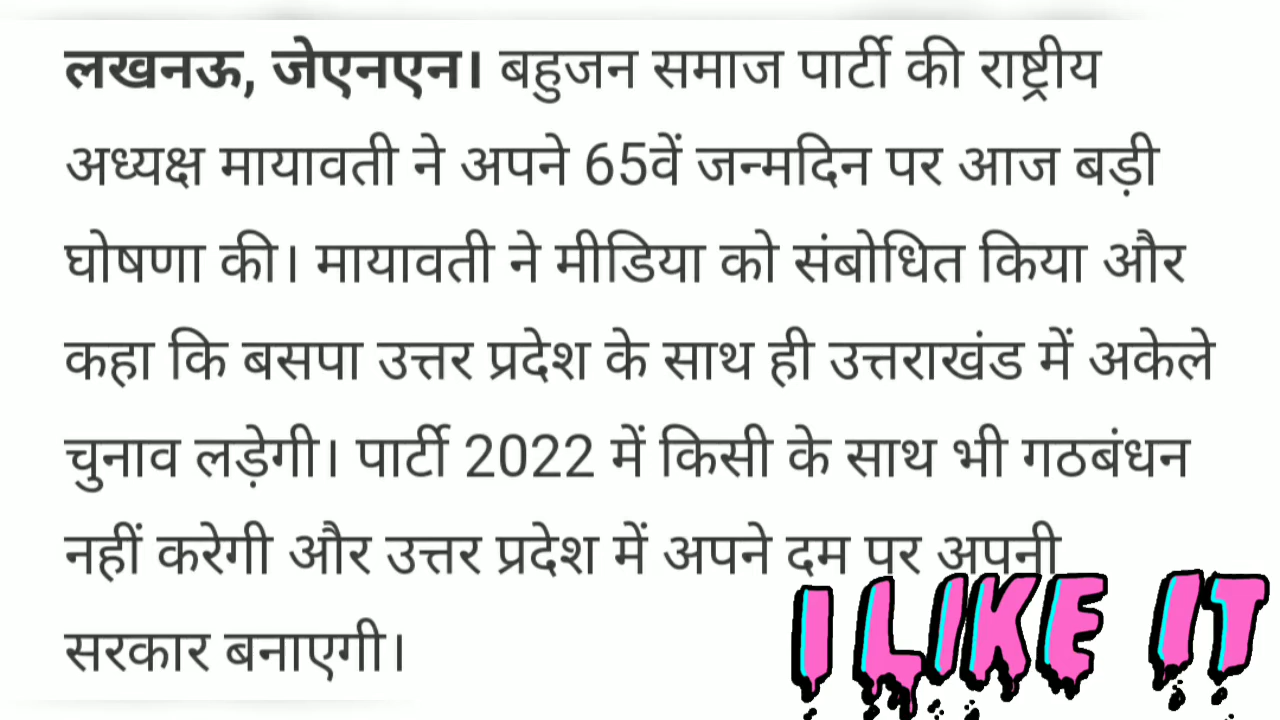 लखनऊ, जेएनएन। बहुजन समाज पार्टी की राष्ट्रीय
अध्यक्ष मायावती ने अपने 65वें जन्मदिन पर आज बड़ी
घोषणा की। मायावती ने मीडिया को संबोधित किया और
कहा कि बसपा उत्तर प्रदेश के साथ ही उत्तराखंड में अकेले
चुनाव लड़ेगी। पार्टी 2022 में किसी के साथ भी गठबंधन
नहीं करेगी और उत्तर प्रदेश में अपने दम पर अपनी
सरकार बनाएगी।
I LIKE IT